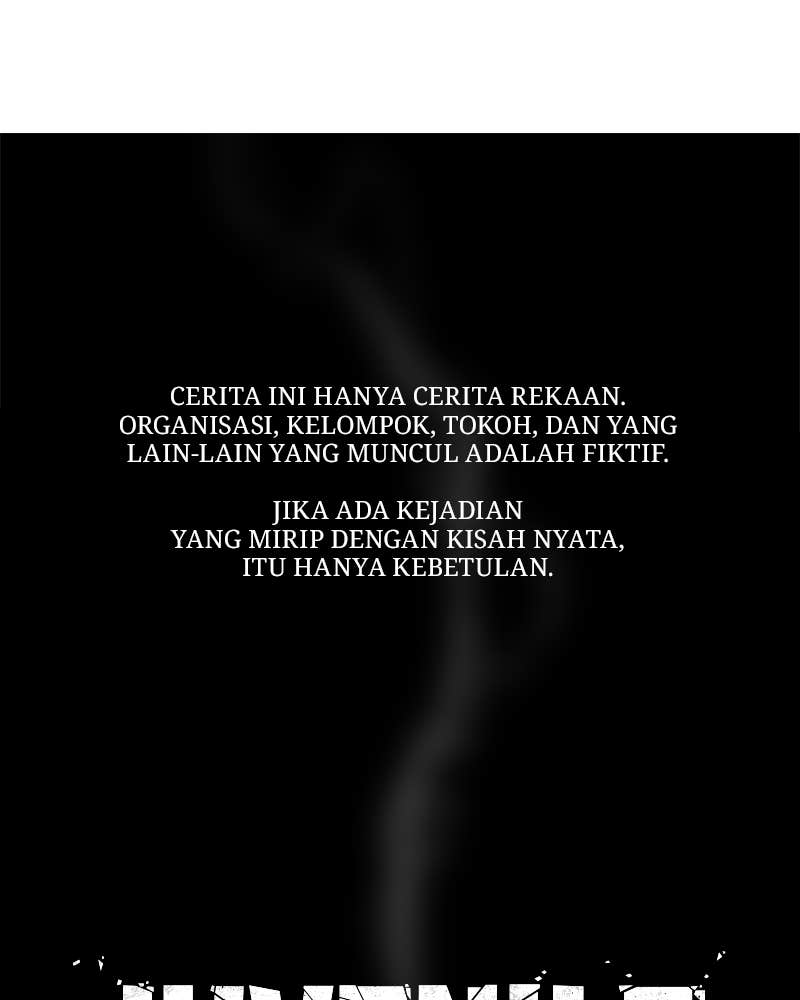 CERITA INI HANYA CERITA REKAAN.
ORGANISASI, KELOMPOK, TOKOH, DAN YANG
LAIN-LAIN YANG MUNCUL ADALAH FIKTIF.
JIKA ADA KEJADIAN
YANG MIRIP DENGAN KISAH NYATA,
ITU HANYA KEBETULAN.